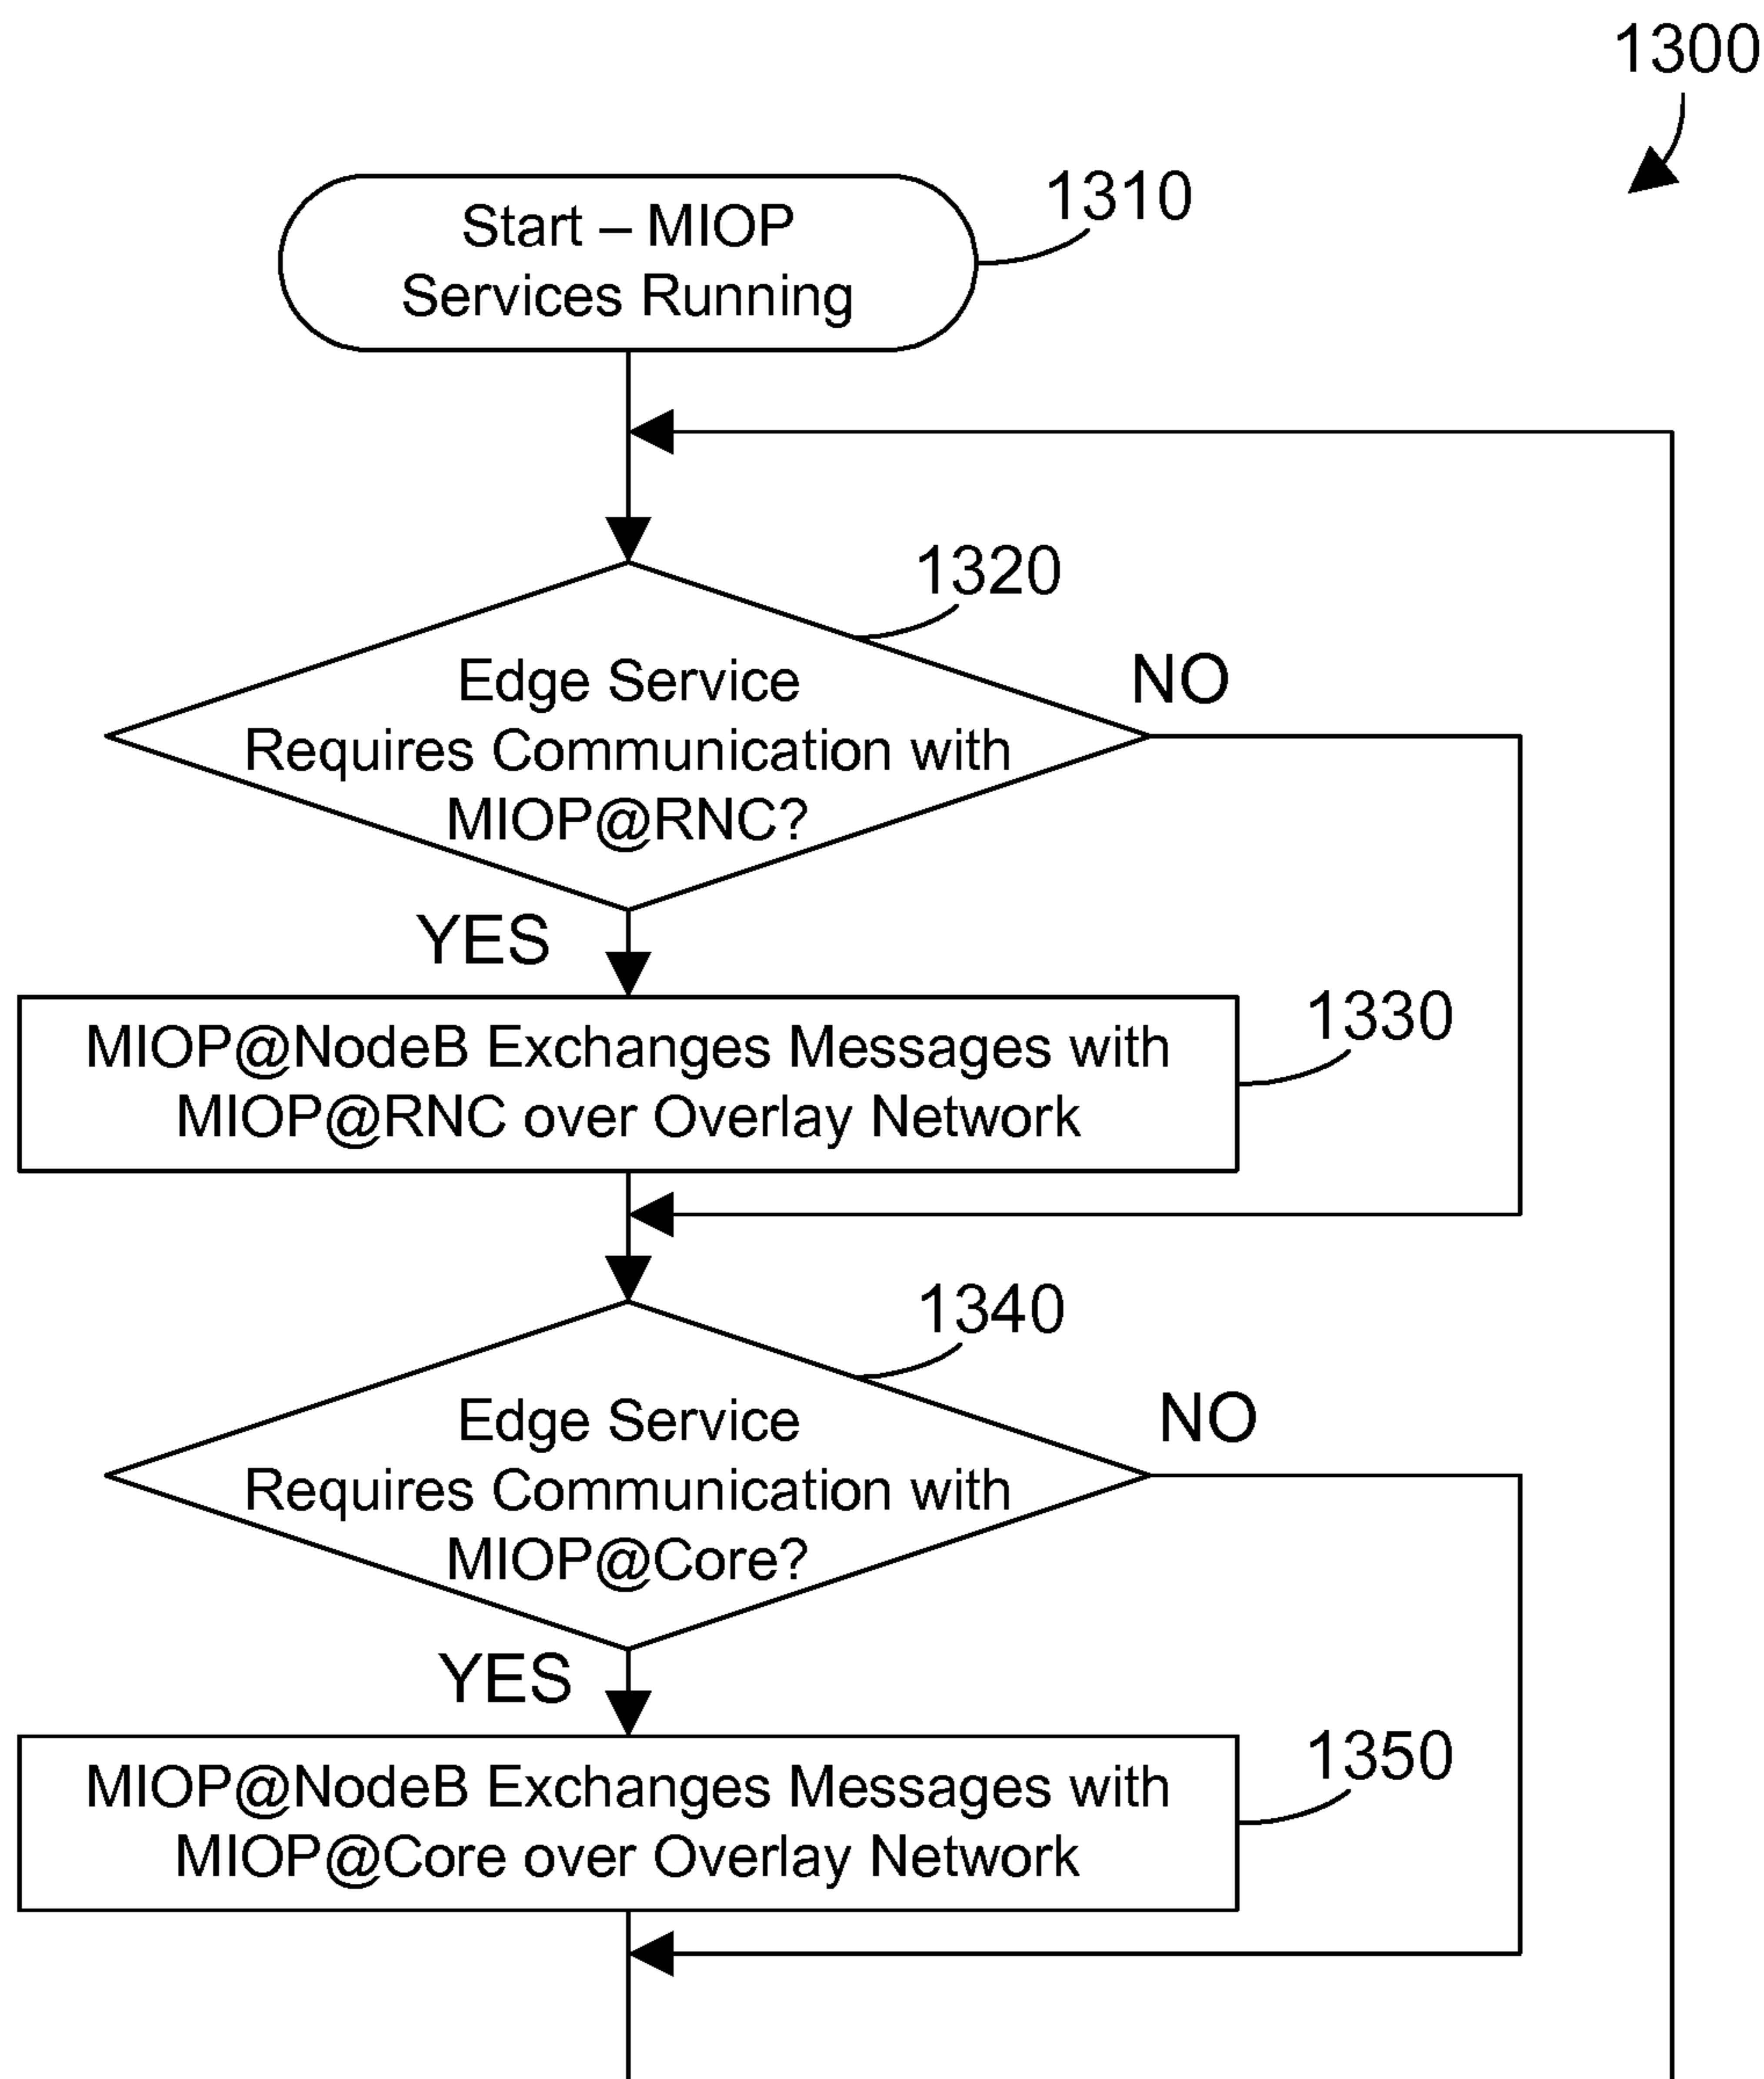 1300
Start – MIOP
Services Running
1310
1320
Edge Service
Requires Communication with
MIOP@RNC?
NO
YES
MIOP@NodeB Exchanges Messages with
MIOP@RNC over Overlay Network
1330
1340
Edge Service
Requires Communication with
MIOP@Core?
NO
YES
MIOP@NodeB Exchanges Messages with
MIOP@Core over Overlay Network
1350